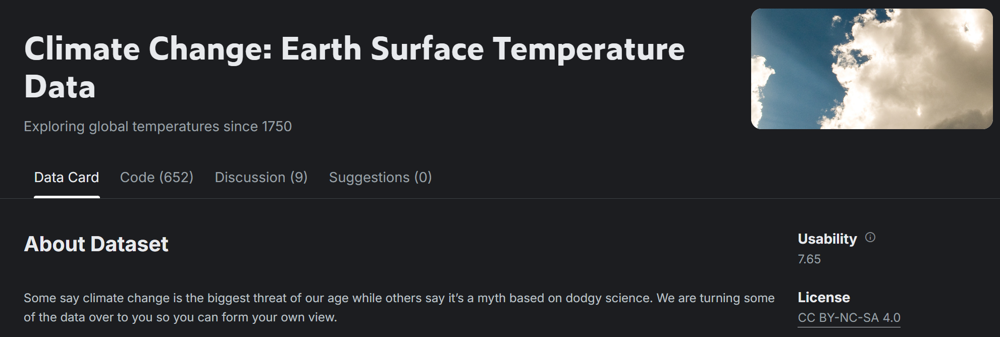 Climate Change: Earth Surface Temperature
Data
Exploring global temperatures since 1750
Data Card
Code (652)
Discussion (9)
Suggestions (0)
About Dataset
Some say climate change is the biggest threat of our age while others say it’s a myth based on dodgy science. We are turning some
of the data over to you so you can form your own view.
Usability
7.65
License
CC BY-NC-SA 4.0